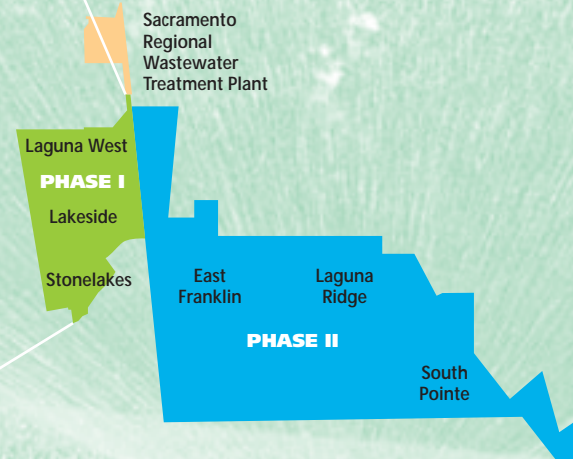 Sacramento
Regional
Wastewater
Treatment Plant
Laguna West
PHASE I
Lakeside
Stonelakes
East
Franklin
Laguna
Ridge
PHASE II
South
Pointe